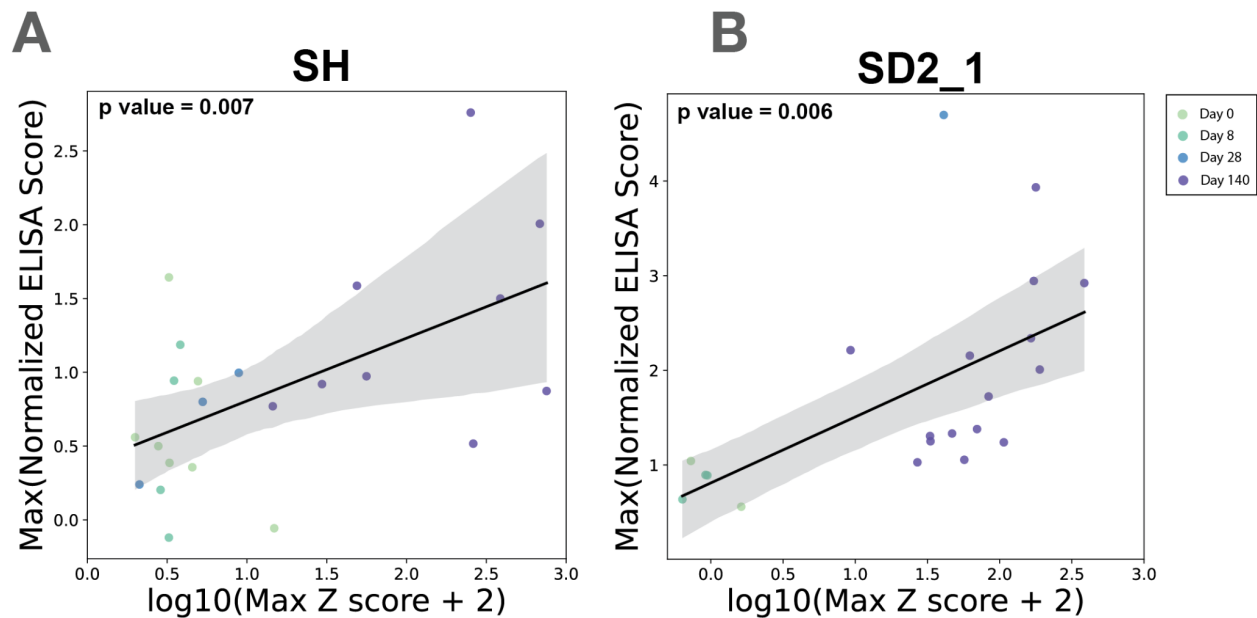 A
SH
p value = 0.007
Max(Normalized ELISA Score)
2.5
2.0
1.5
1.0
0.5
0.0
0.0 0.5 1.0 1.5 2.0 2.5 3.0
log10(Max Z score + 2)
B
SD2_1
p value = 0.006
Max(Normalized ELISA Score)
4
3
2
1
0.0 0.5 1.0 1.5 2.0 2.5 3.0
log10(Max Z score + 2)
Day 0
Day 8
Day 28
Day 140